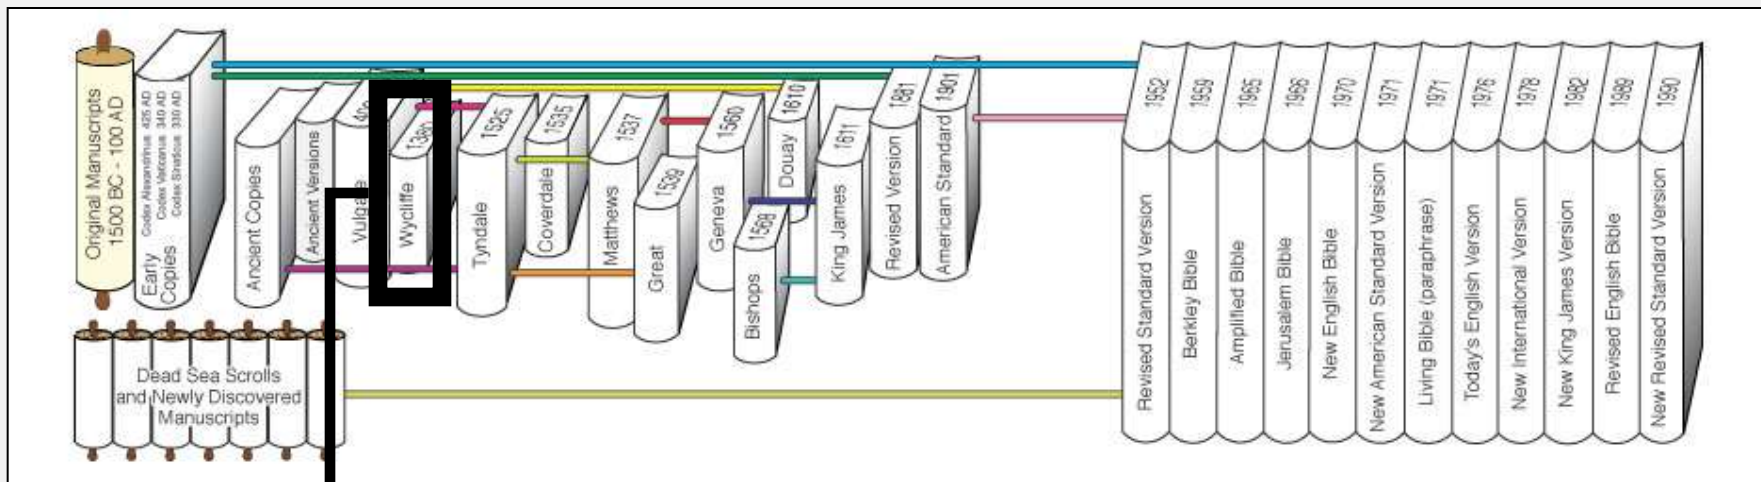 Original Manuscripts
1500 BC - 100 AD
Early
Copies
Codex Alexandrinus 425 AD
Codex Vaticanus 340 AD
Codex Sinaiticus 330 AD
Ancient Copies
Ancient Versions
Vulgate
Wycliffe
1380
Tyndale
1525
Coverdale
1535
Matthews
1537
Great
1539
Geneva
1560
Bishops
1568
Douay
1610
King James
1611
Revised Version
1881
American Standard
1901
Revised Standard Version
1952
Berkley Bible
1959
Amplified Bible
1965
Jerusalem Bible
1966
New English Bible
1970
New American Standard Version
1971
Living Bible (paraphrase)
1971
Today's English Version
1976
New International Version
1978
New King James Version
1982
Revised English Bible
1989
New Revised Standard Version
1990
Dead Sea Scrolls
and Newly Discovered
Manuscripts